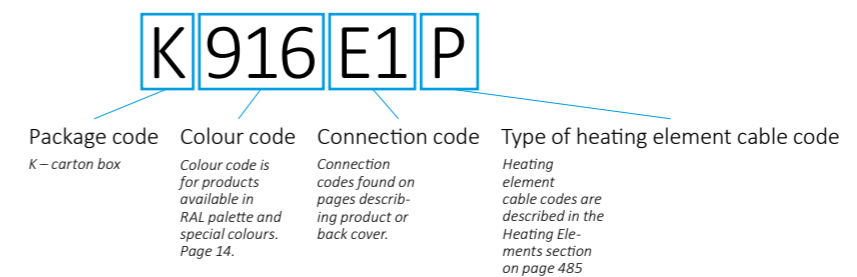 K 916 E1 P
Package code
K – carton box
Colour code
Colour code is
for products
available in
RAL palette and
special colours.
Page 14.
Connection code
Connection
codes found on
pages describ-
ing product or
back cover.
Type of heating element cable code
Heating
element
cable codes are
described in the
Heating Ele-
ments section
on page 485